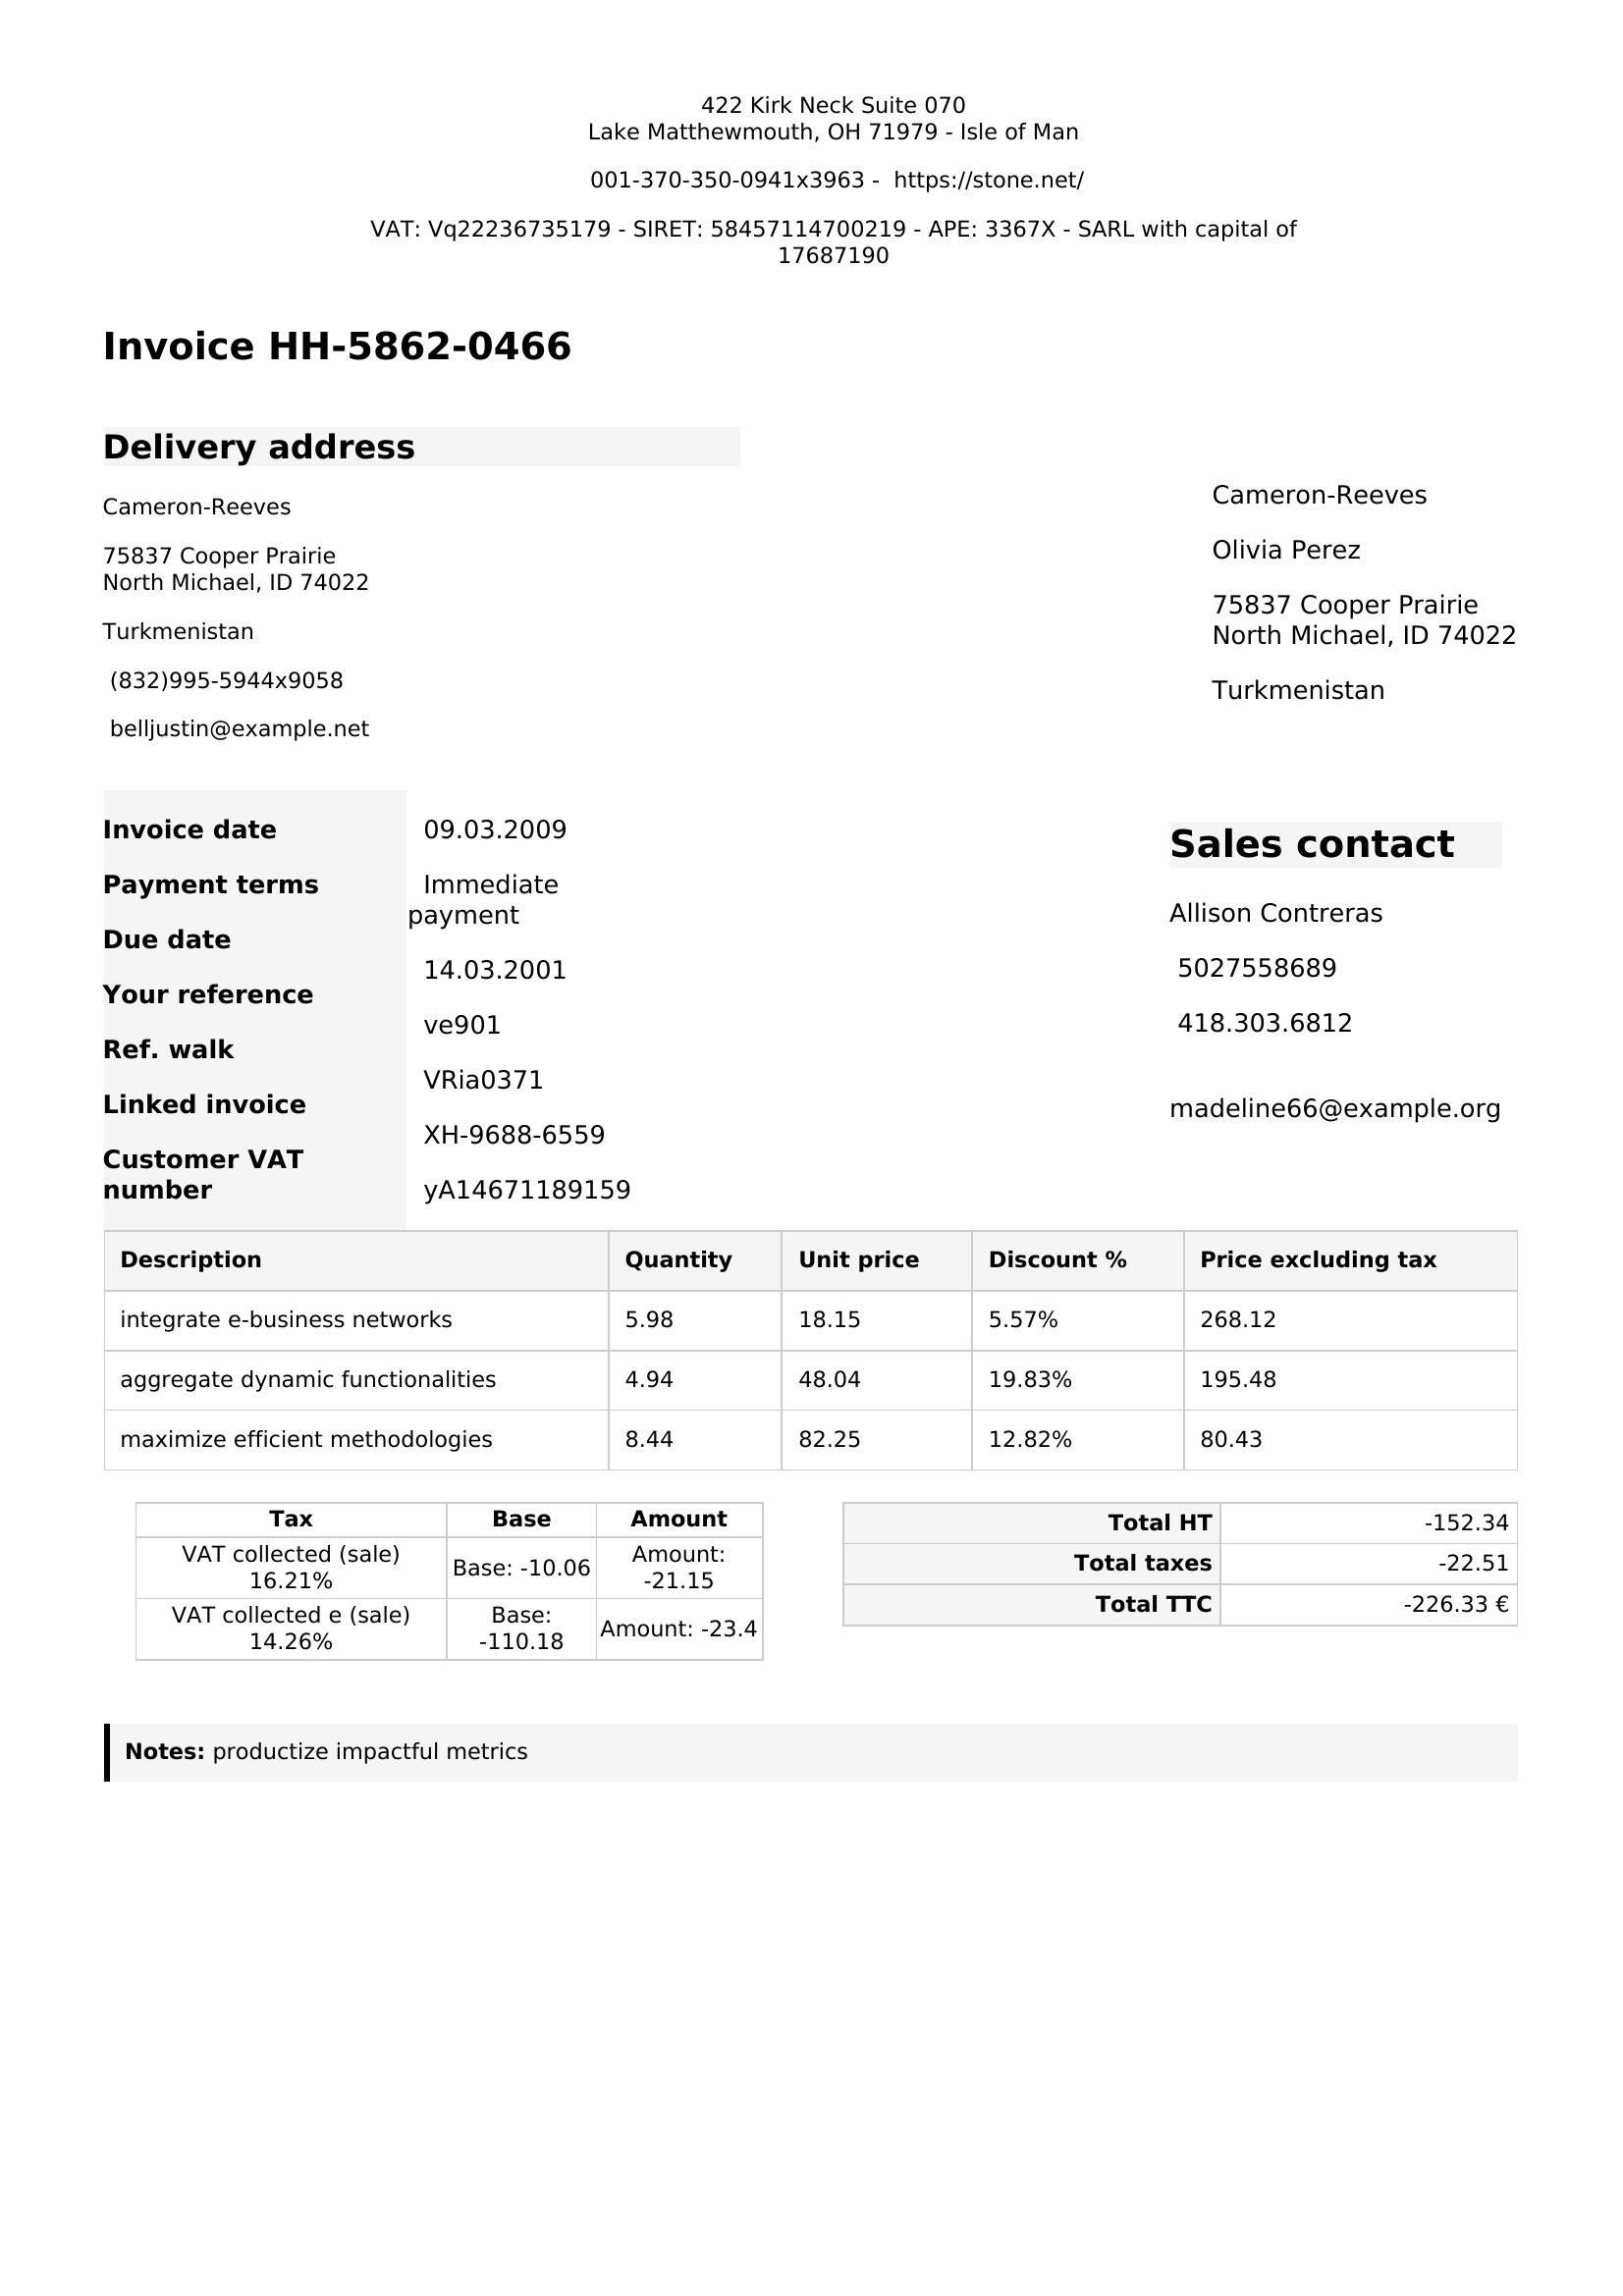 422 Kirk Neck Suite 070
Lake Matthewmouth, OH 71979 - Isle of Man
001-370-350-0941x3963 - https://stone.net/
VAT: Vq22236735179 - SIRET: 58457114700219 - APE: 3367X - SARL with capital of
17687190
Invoice HH-5862-0466
Delivery address
Cameron-Reeves
75837 Cooper Prairie
North Michael, ID 74022
Turkmenistan
(832)995-5944x9058
belljustin@example.net
Cameron-Reeves
Olivia Perez
75837 Cooper Prairie
North Michael, ID 74022
Turkmenistan
Invoice date
Payment terms
Due date
Your reference
Ref. walk
Linked invoice
Customer VAT
number
09.03.2009
Immediate
payment
14.03.2001
ve901
VRia0371
XH-9688-6559
yA14671189159
Sales contact
Allison Contreras
5027558689
418.303.6812
madeline66@example.org
Description Quantity Unit price Discount % Price excluding tax
integrate e-business networks 5.98 18.15 5.57% 268.12
aggregate dynamic functionalities 4.94 48.04 19.83% 195.48
maximize efficient methodologies 8.44 82.25 12.82% 80.43
Tax Base Amount
VAT collected (sale)
16.21%
Base: -10.06
Amount:
-21.15
VAT collected e (sale)
14.26%
Base:
-110.18
Amount: -23.4
Total HT -152.34
Total taxes -22.51
Total TTC -226.33 €
Notes: productize impactful metrics